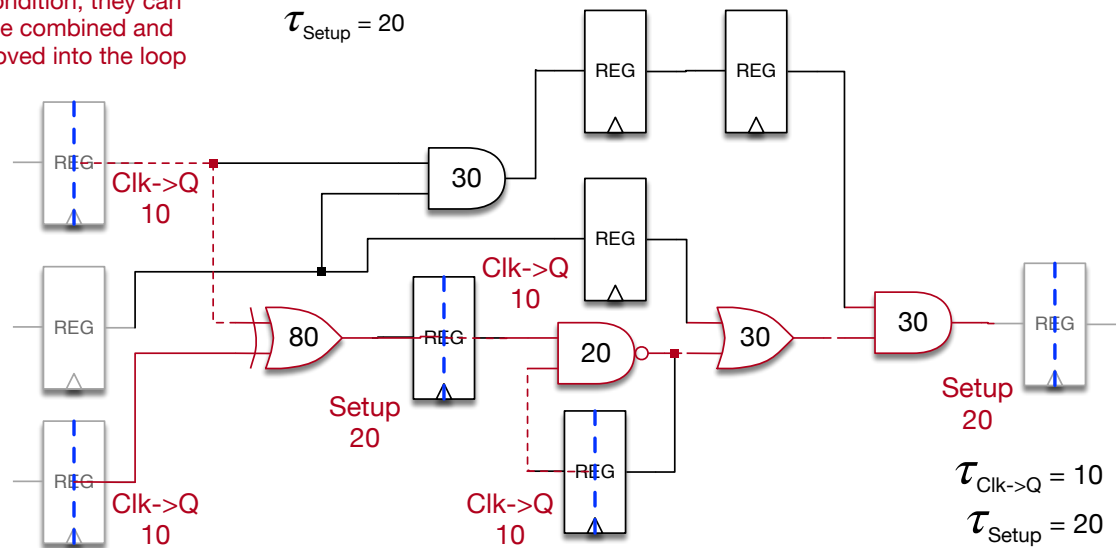 ondition, they can
e combined and
oved into the loop
τSetup = 20
REG
REG
REG
Clk->Q
10
30
REG
Clk->Q
10
REG
80
REG
20
30
30
REG
Setup
20
Setup
20
REG
REG
Clk->Q
10
Clk->Q
10
τClk->Q = 10
τSetup = 20